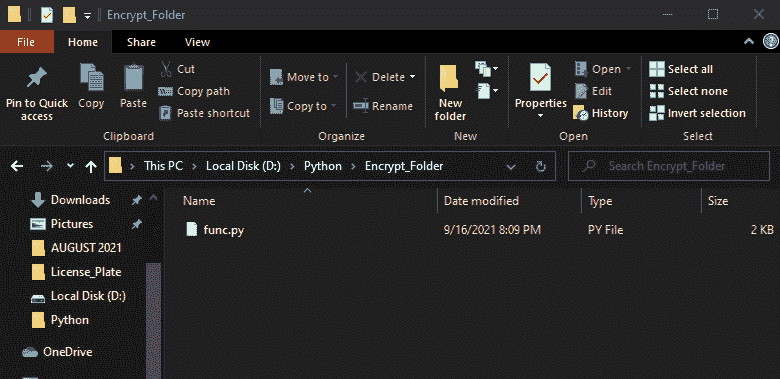 Encrypt_Folder
File Home Share View
Pin to Quick access
Copy
Paste
Cut
Copy path
Paste shortcut
Clipboard
Move to
Copy to
Delete
Rename
Organize
New folder
New
Properties
Open
Edit
History
Open
Select all
Select none
Invert selection
Select
This PC Local Disk (D:) Python Encrypt_Folder
Search Encrypt_Folder
Downloads
Pictures
AUGUST 2021
License_Plate
Local Disk (D:)
Python
OneDrive
Name Date modified Type Size
func.py 9/16/2021 8:09 PM PY File 2 KB